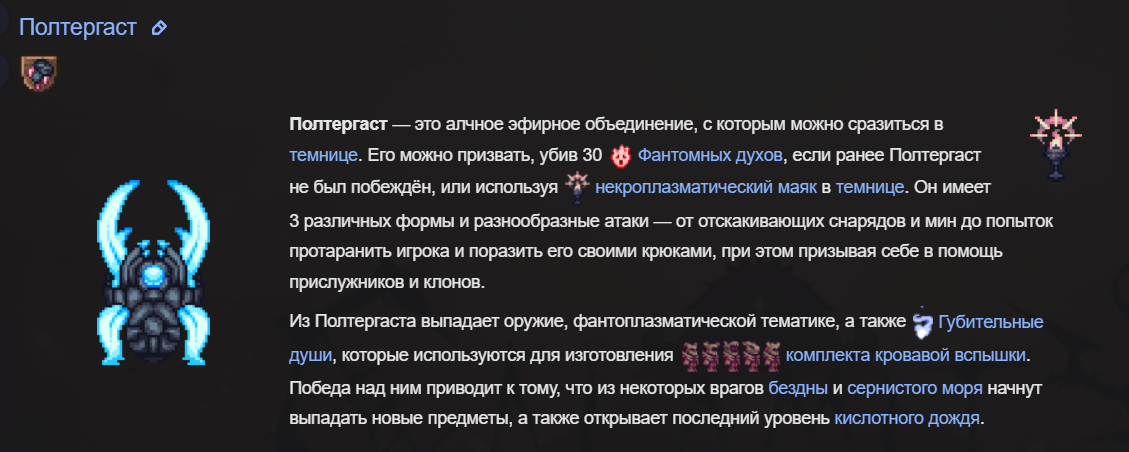 Полтергаст
Полтергаст — это алчное эфирное объединение, с которым можно сразиться в
темнице. Его можно призвать, убив 30 Фантомных духов, если ранее Полтергаст
не был побеждён, или используя некроплазматический маяк в темнице. Он имеет
3 различных формы и разнообразные атаки — от отскакивающих снарядов и мин до попыток
протаранить игрока и поразить его своими крюками, при этом призывая себе в помощь
прислужников и клонов.
Из Полтергаста выпадает оружие, фантоплазматической тематике, а также Губительные
души, которые используются для изготовления комплекта кровавой вспышки.
Победа над ним приводит к тому, что из некоторых врагов бездны и сернистого моря начнут
выпадать новые предметы, а также открывает последний уровень кислотного дождя.